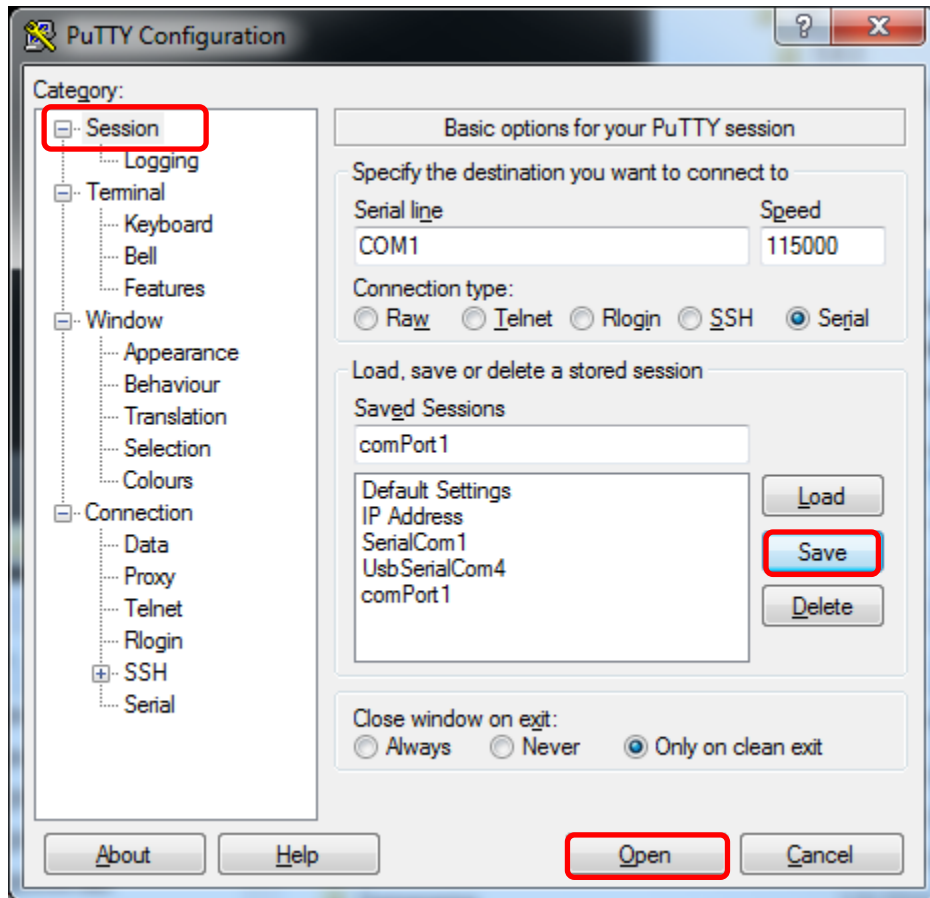 PuTTY Configuration
Category:
Session
Logging
Terminal
Keyboard
Bell
Features
Window
Appearance
Behaviour
Translation
Selection
Colours
Connection
Data
Proxy
Telnet
Rlogin
SSH
Serial
Basic options for your PuTTY session
Specify the destination you want to connect to
Serial line Speed
COM1 115000
Connection type:
Raw Telnet Rlogin SSH Serial
Load, save or delete a stored session
Saved Sessions
comPort1
Default Settings
IP Address
SerialCom1
UsbSerialCom4
comPort1
Load
Save
Delete
Close window on exit:
Always Never Only on clean exit
About Help Open Cancel